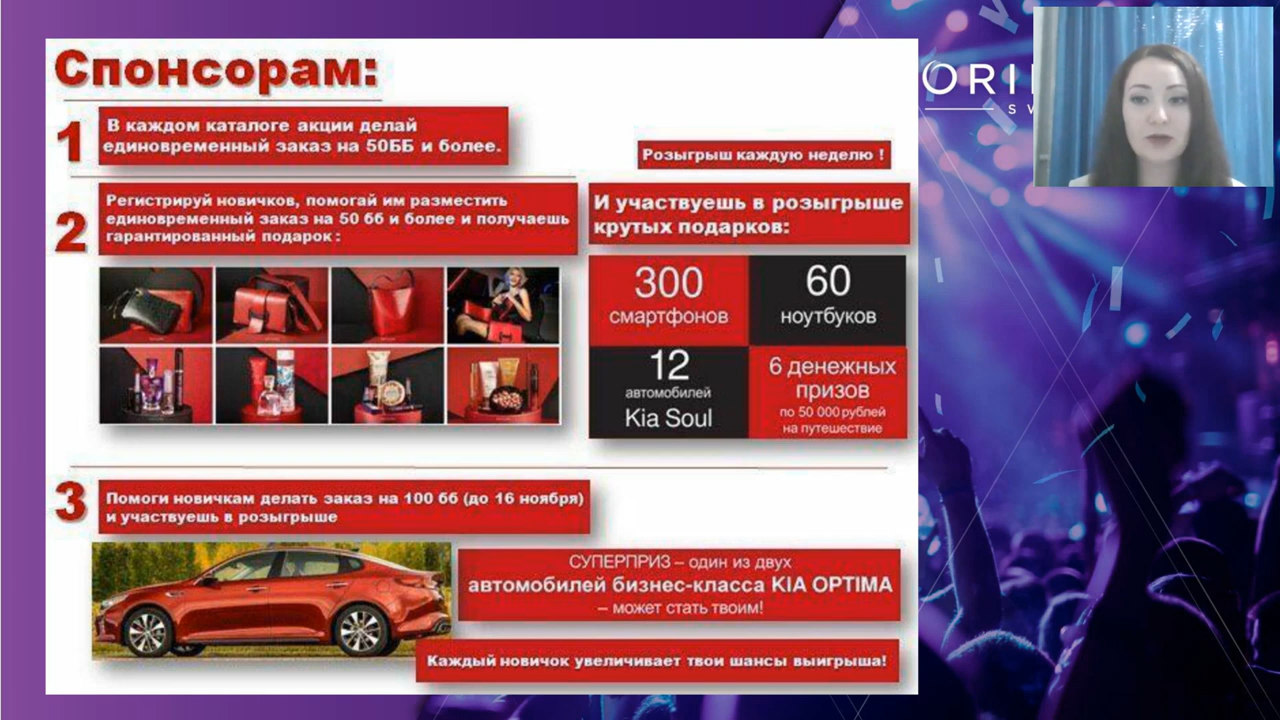 Спонсорам:
1
В каждом каталоге акции делай
единовременный заказ на 50ББ и более.
Розыгрыш каждую неделю !
2
Регистрируй новичков, помогай им разместить
единовременный заказ на 50 бб и более и получаешь
гарантированный подарок :
И участвуешь в розыгрыше
крутых подарков:
300
смартфонов
60
ноутбуков
12
автомобилей
Kia Soul
6 денежных
призов
по 50 000 рублей
на путешествие
3
Помоги новичкам делать заказ на 100 бб (до 16 ноября)
и участвуешь в розыгрыше
СУПЕРПРИЗ – один из двух
автомобилей бизнес-класса KIA OPTIMA
– может стать твоим!
Каждый новичок увеличивает твои шансы выигрыша!
ORI
S